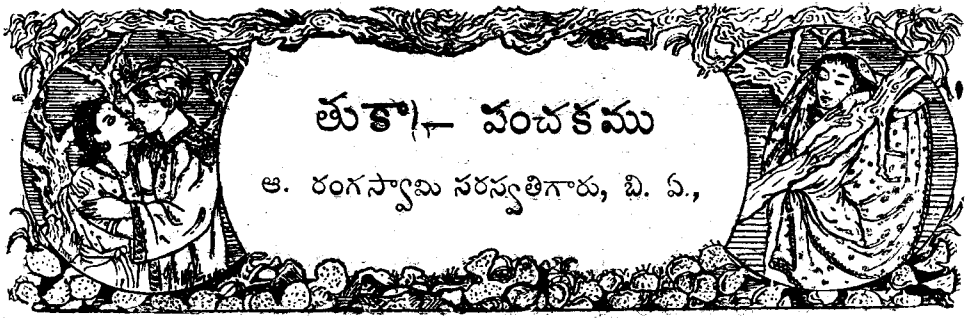 తుకా — పంచకము
ఆ. రంగస్వామి సరస్వతిగారు, బి. ఏ.,